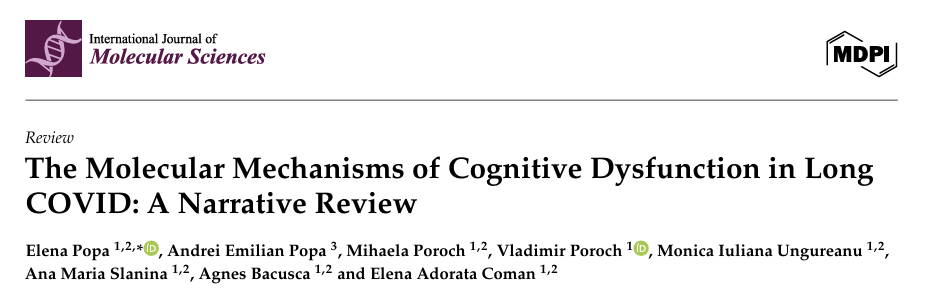 International Journal of
Molecular Sciences
MDPI
Review
The Molecular Mechanisms of Cognitive Dysfunction in Long
COVID: A Narrative Review
Elena Popa 1,2,* iD, Andrei Emilian Popa 3, Mihaela Poroch 1,2, Vladimir Poroch 1 iD, Monica Iuliana Ungureanu 1,2,
Ana Maria Slanina 1,2, Agnes Bacusca 1,2 and Elena Adorata Coman 1,2